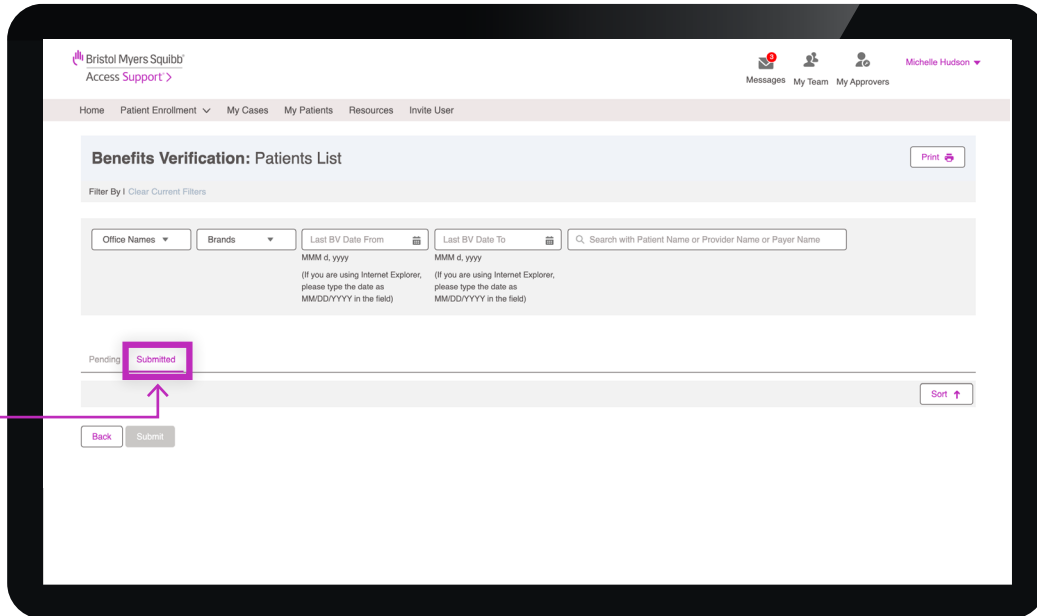 Bristol Myers Squibb®
Access Support® >
3
Messages My Team My Approvers
Michelle Hudson
Home Patient Enrollment My Cases My Patients Resources Invite User
Benefits Verification: Patients List
Print
Filter By I Clear Current Filters
Office Names
Brands
Last BV Date From
Last BV Date To
Search with Patient Name or Provider Name or Payer Name
MMM d, yyyy
(If you are using Internet Explorer,
please type the date as
MM/DD/YYYY in the field)
MMM d, yyyy
(If you are using Internet Explorer,
please type the date as
MM/DD/YYYY in the field)
Pending Submitted
Sort
Back Submit